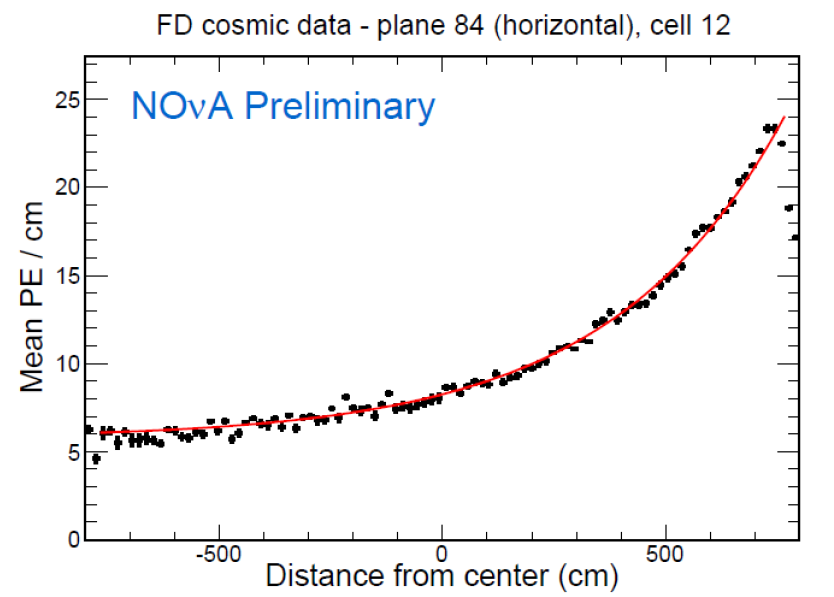 FD cosmic data - plane 84 (horizontal), cell 12
NOνA Preliminary
Mean PE / cm
25
20
15
10
5
0
-500 0 500
Distance from center (cm)